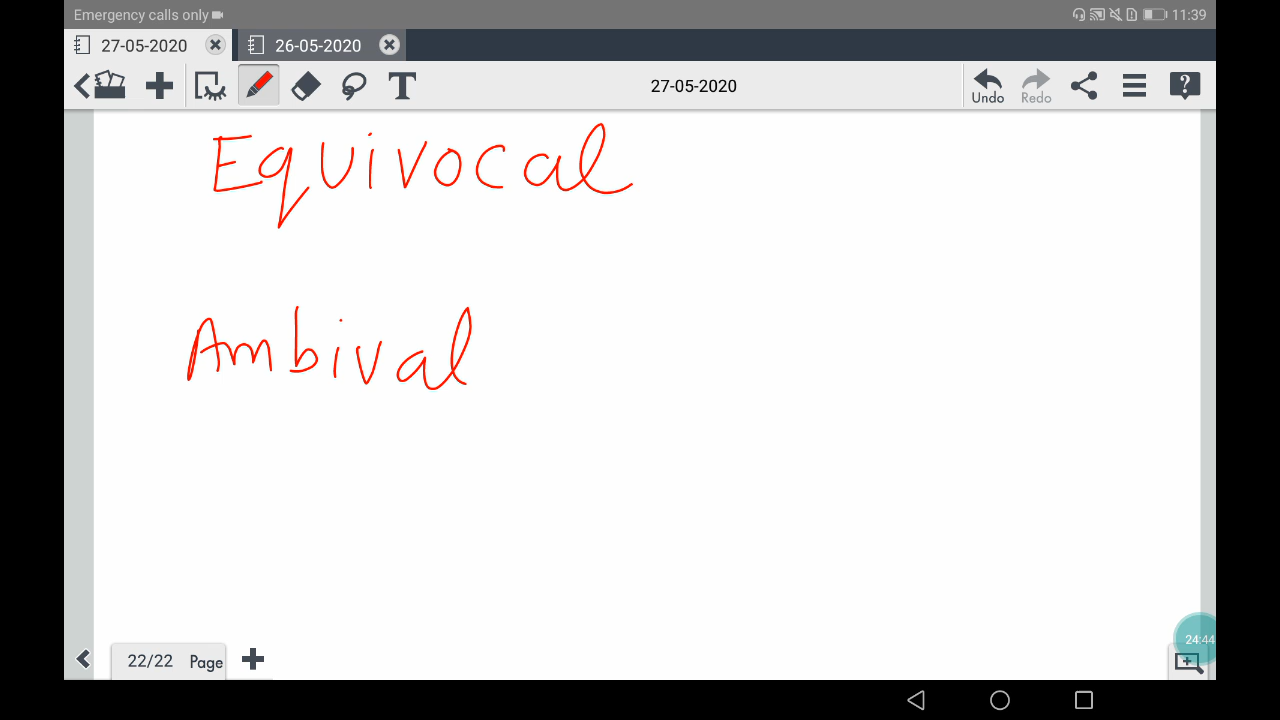 Emergency calls only 11:39
27-05-2020 26-05-2020
T 27-05-2020 Undo Redo ?
Equivocal
Ambival
24:44
22/22 Page